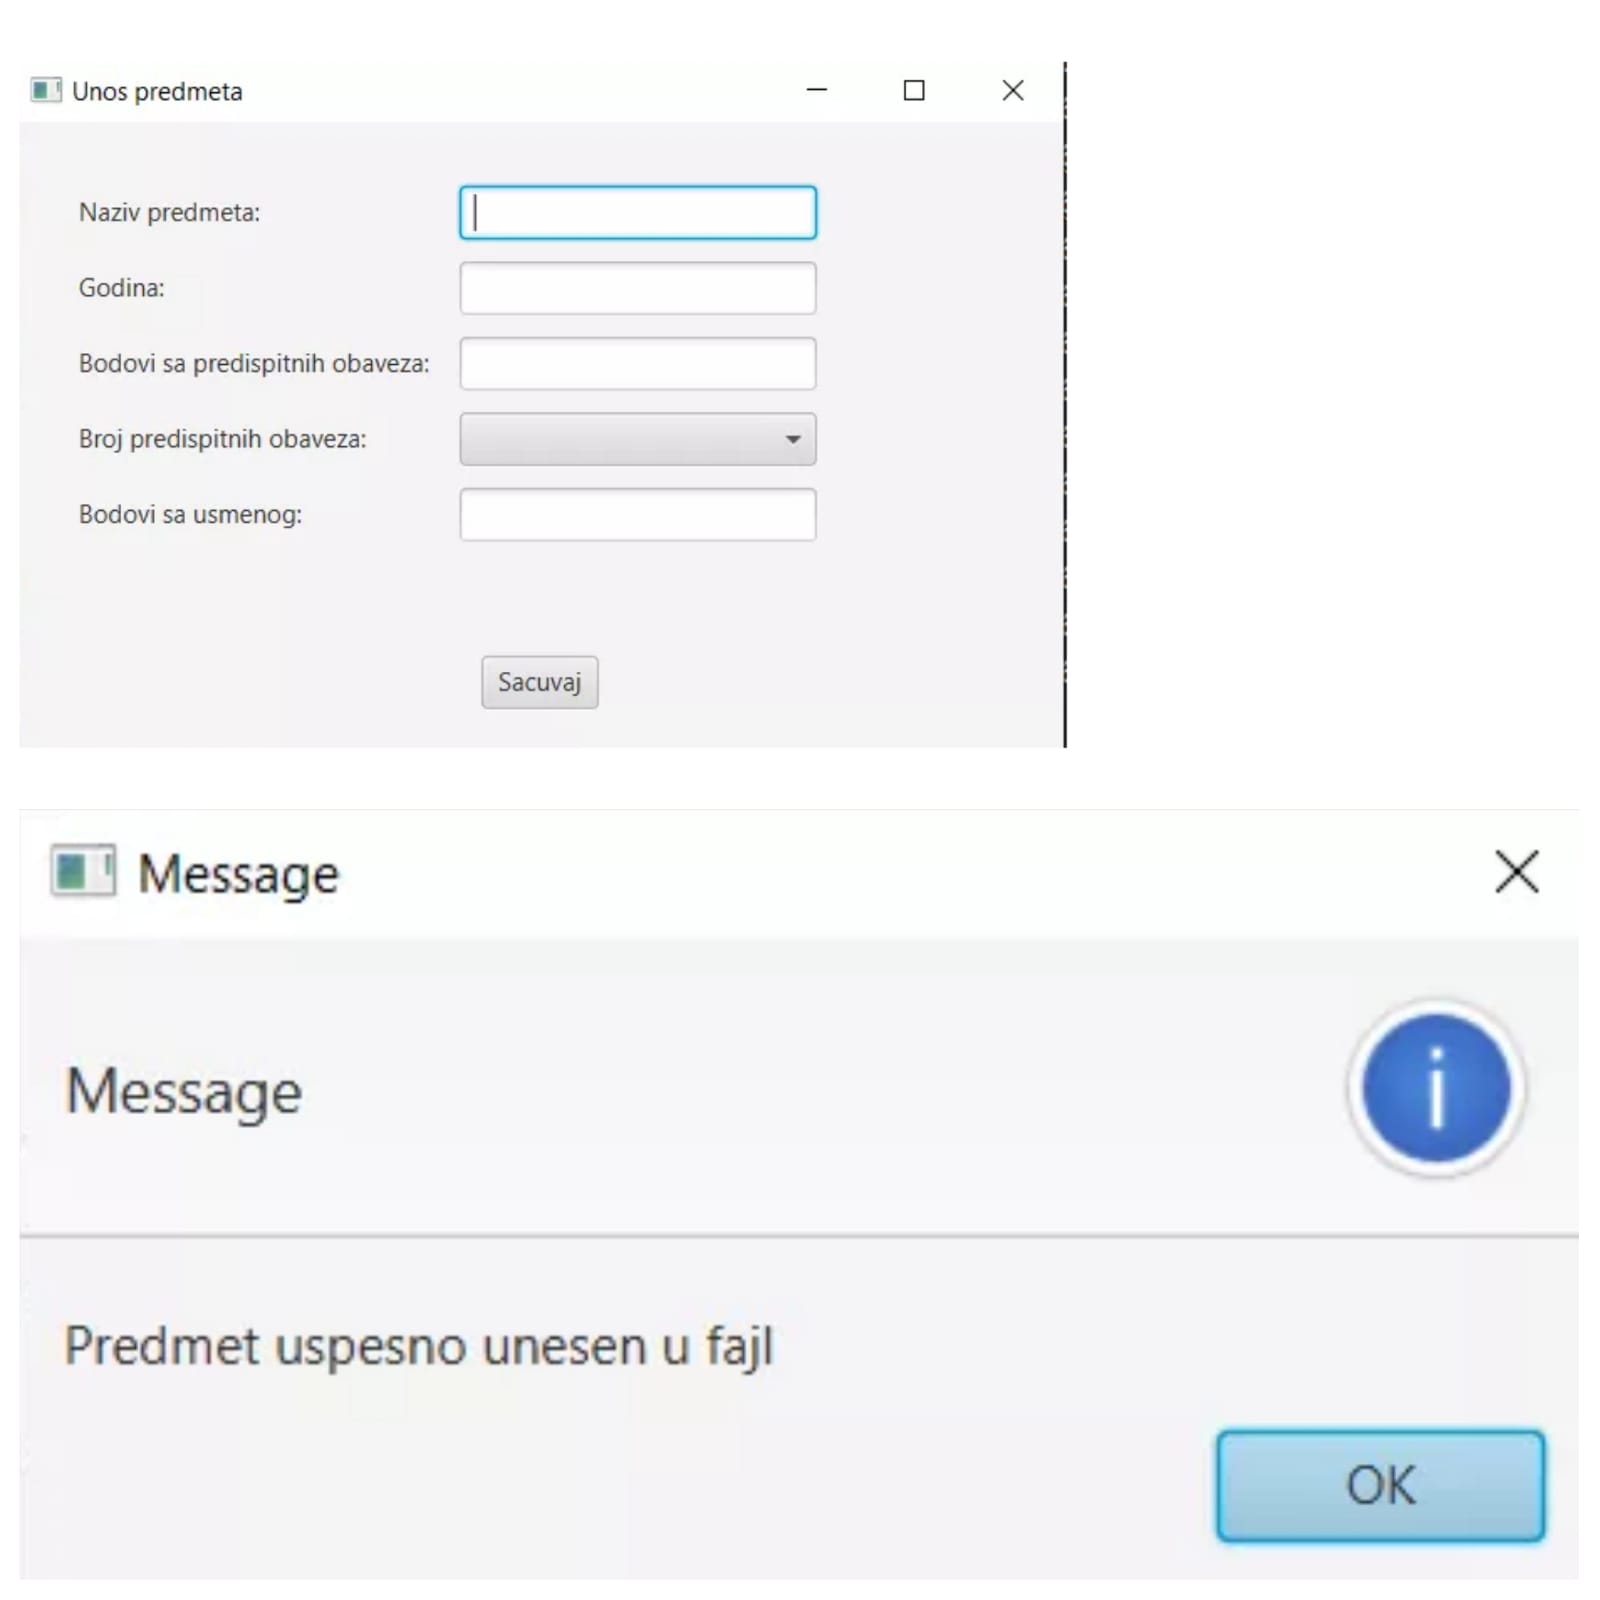 Unos predmeta
Naziv predmeta:
Godina:
Bodovi sa predispitnih obaveza:
Broj predispitnih obaveza:
Bodovi sa usmenog:
Sacuvaj
Message
Message
Predmet uspesno unesen u fajl
OK